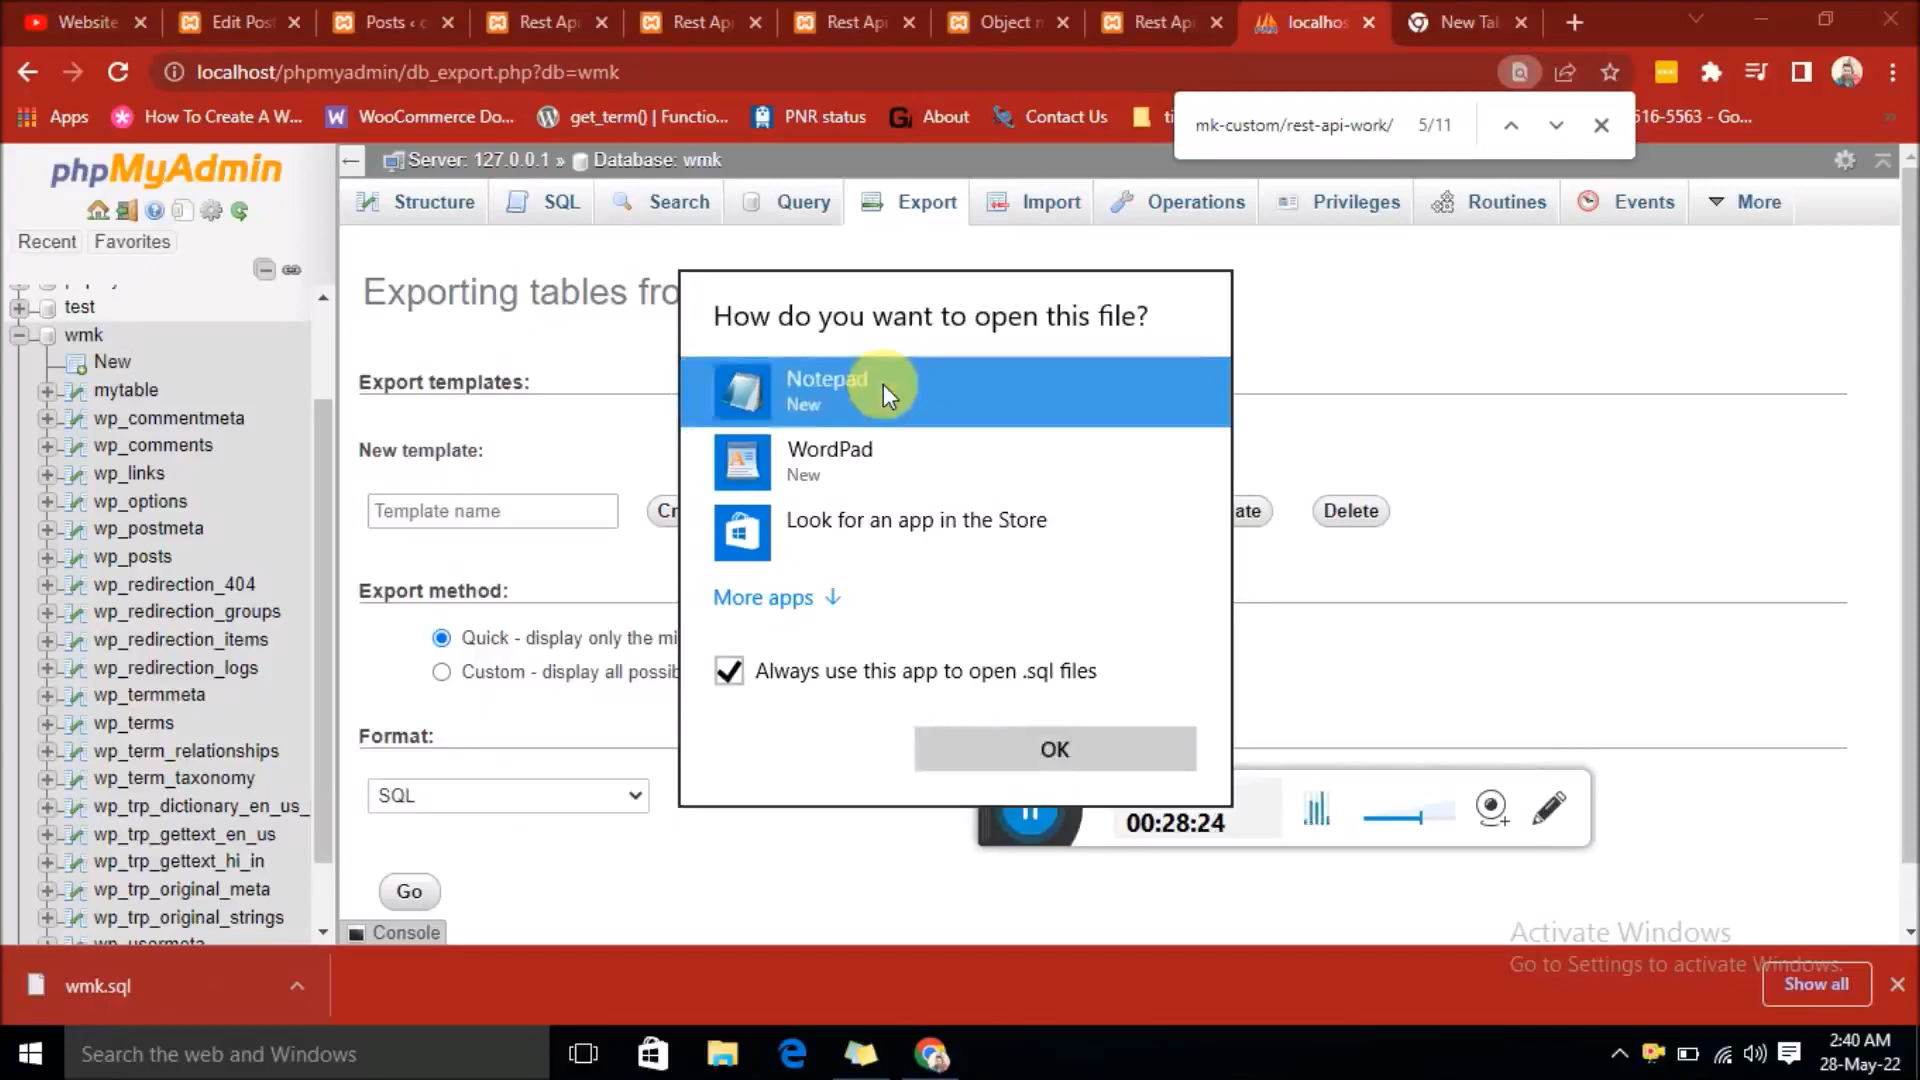 Website
Edit Post
Posts ‹
Rest Api
Rest Api
Rest Api
Object
Rest Api
localhos
New Tab
localhost/phpmyadmin/db_export.php?db=wmk
Apps
How To Create A W...
WooCommerce Do...
get_term() | Functio...
PNR status
About
Contact Us
516-5563 - Go...
mk-custom/rest-api-work/ 5/11
phpMyAdmin
Recent Favorites
test
wmk
New
mytable
wp_commentmeta
wp_comments
wp_links
wp_options
wp_postmeta
wp_posts
wp_redirection_404
wp_redirection_groups
wp_redirection_items
wp_redirection_logs
wp_termmeta
wp_terms
wp_term_relationships
wp_term_taxonomy
wp_trp_dictionary_en_us_
wp_trp_gettext_en_us
wp_trp_gettext_hi_in
wp_trp_original_meta
wp_trp_original_strings
Server: 127.0.0.1 » Database: wmk
Structure SQL Search Query Export Import Operations Privileges Routines Events More
Exporting tables fro
Export templates:
New template:
Template name
Cr
ate
Delete
Export method:
Quick - display only the mi
Custom - display all possib
Format:
SQL
Go
Console
How do you want to open this file?
Notepad
New
WordPad
New
Look for an app in the Store
More apps
Always use this app to open .sql files
OK
00:28:24
Activate Windows
Go to Settings to activate Windows.
wmk.sql
Show all
Search the web and Windows
2:40 AM
28-May-22